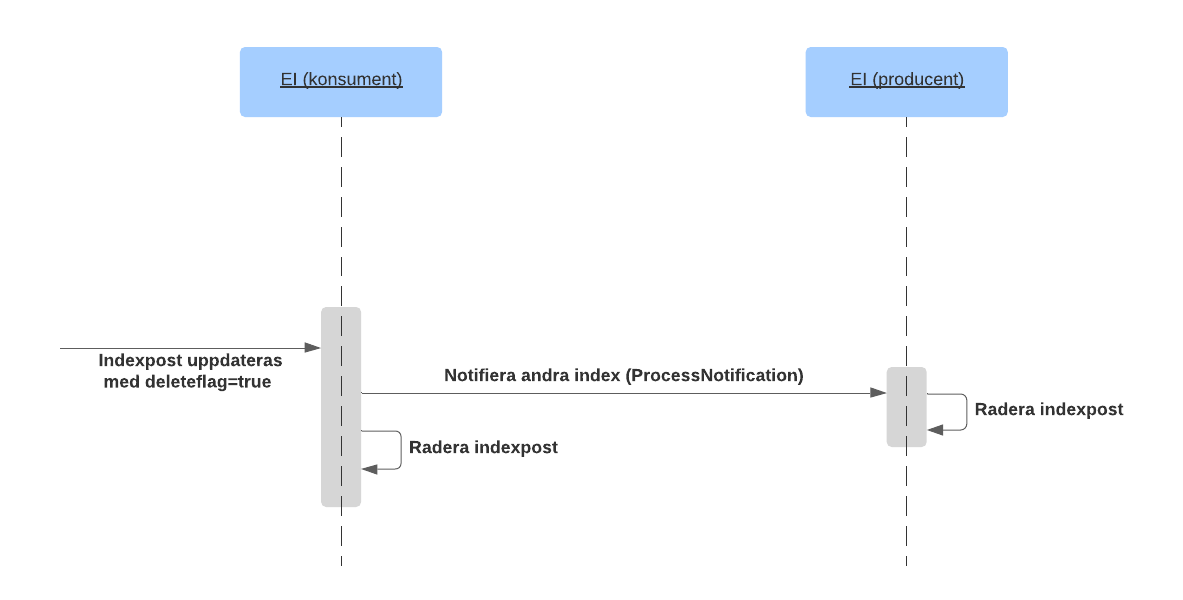 EI (konsument)
EI (producent)
Indexpost uppdateras
med deleteflag=true
Notifiera andra index (ProcessNotification)
Radera indexpost
Radera indexpost